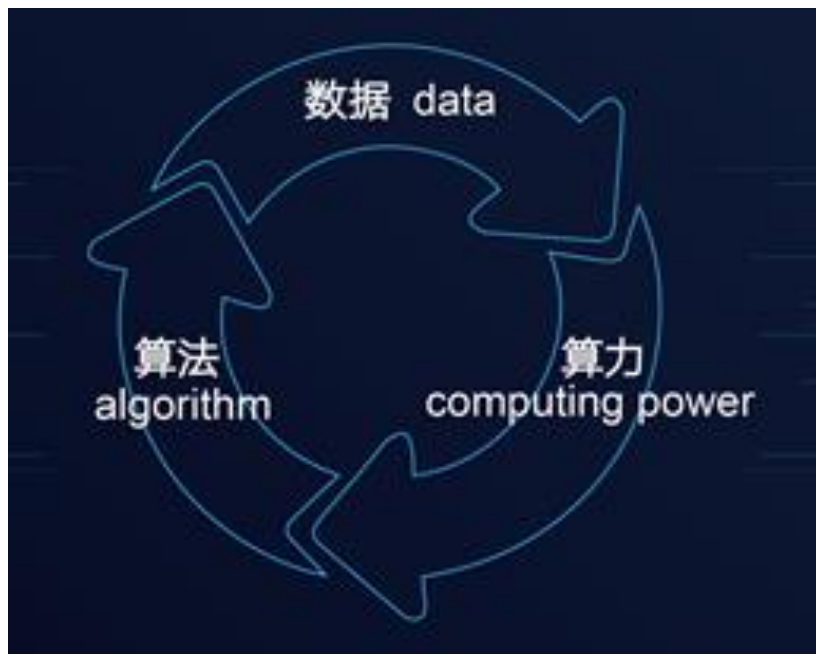 数据 data
算法
algorithm
算力
computing power